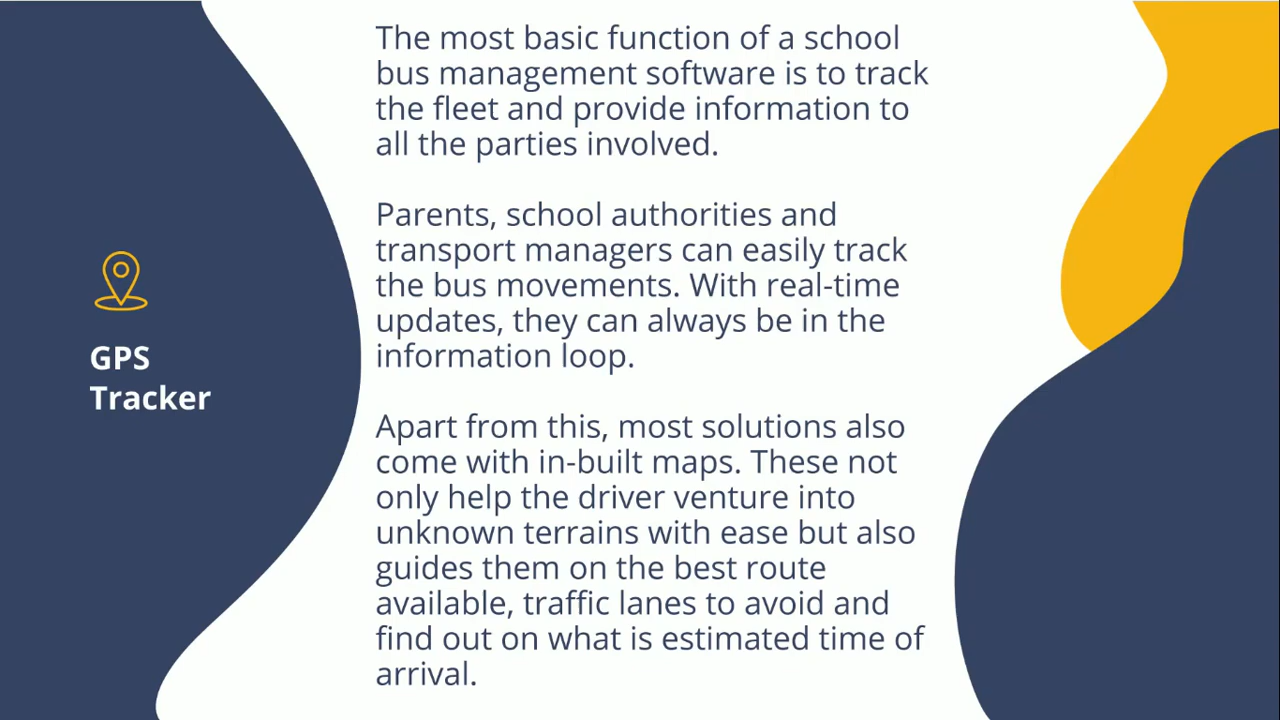 GPS
Tracker
The most basic function of a school
bus management software is to track
the fleet and provide information to
all the parties involved.
Parents, school authorities and
transport managers can easily track
the bus movements. With real-time
updates, they can always be in the
information loop.
Apart from this, most solutions also
come with in-built maps. These not
only help the driver venture into
unknown terrains with ease but also
guides them on the best route
available, traffic lanes to avoid and
find out on what is estimated time of
arrival.